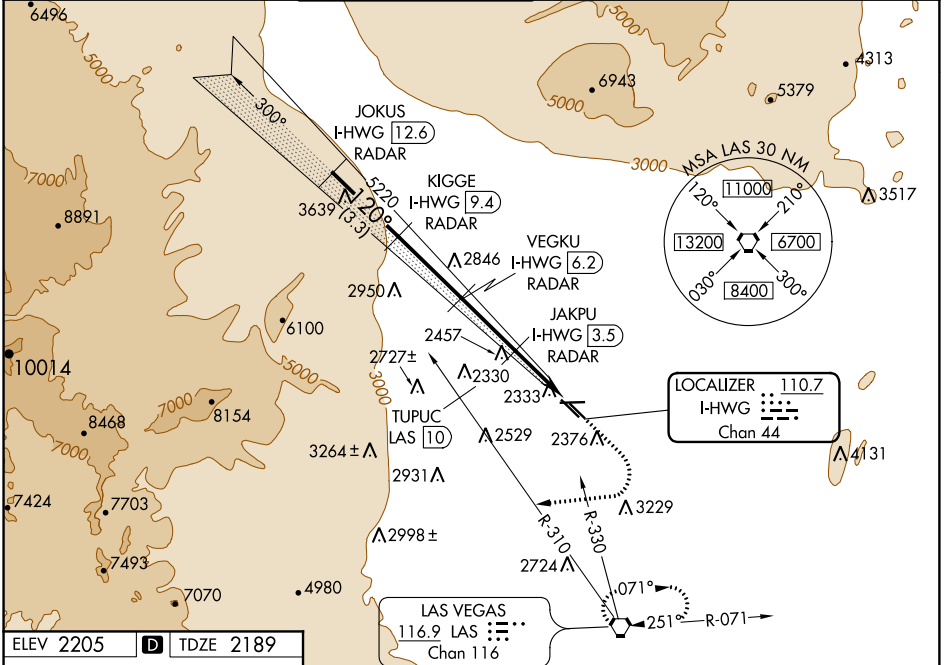 6496
5000
300°
JOKUS
I-HWG 12.6
RADAR
6943
5000
4313
5379
3000
MSA LAS 30 NM
120°
11000
210°
13200
6700
030°
8400
300°
3517
7000
8891
3639
(3.3)
120°
5220
KIGGE
I-HWG 9.4
RADAR
2846
VEGKU
I-HWG 6.2
RADAR
2950
6100
JAKPU
I-HWG 3.5
RADAR
2457
10014
5000
3000
2727±
2330
2333
LOCALIZER 110.7
I-HWG
Chan 44
7000
8154
TUPUC
LAS 10
8468
7000
2529
2376
3264±
2931
4131
7424
7703
3229
R-310
R-330
2998±
7493
2724
7070
4980
071°
251°
R-071
LAS VEGAS
116.9 LAS
Chan 116
ELEV 2205 D TDZE 2189